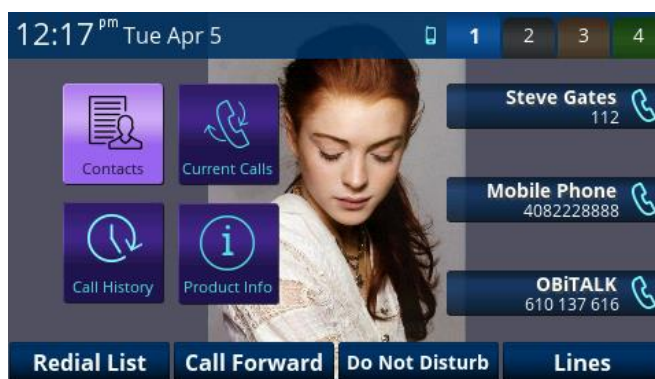 12:17 pm Tue Apr 5
1
2
3
4
Contacts
Current Calls
Call History
Product Info
Steve Gates
112
Mobile Phone
4082228888
OBiTALK
610 137 616
Redial List
Call Forward
Do Not Disturb
Lines